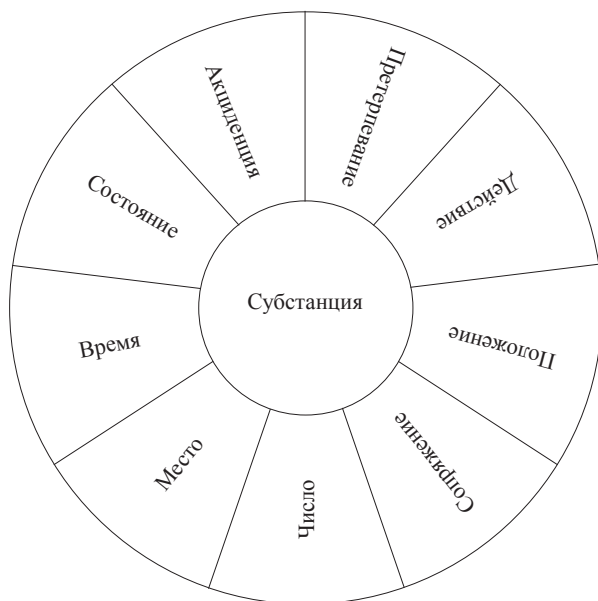 Субстанция
Претерпевание
Действие
Положение
Сопряжение
Число
Место
Время
Состояние
Акциденция